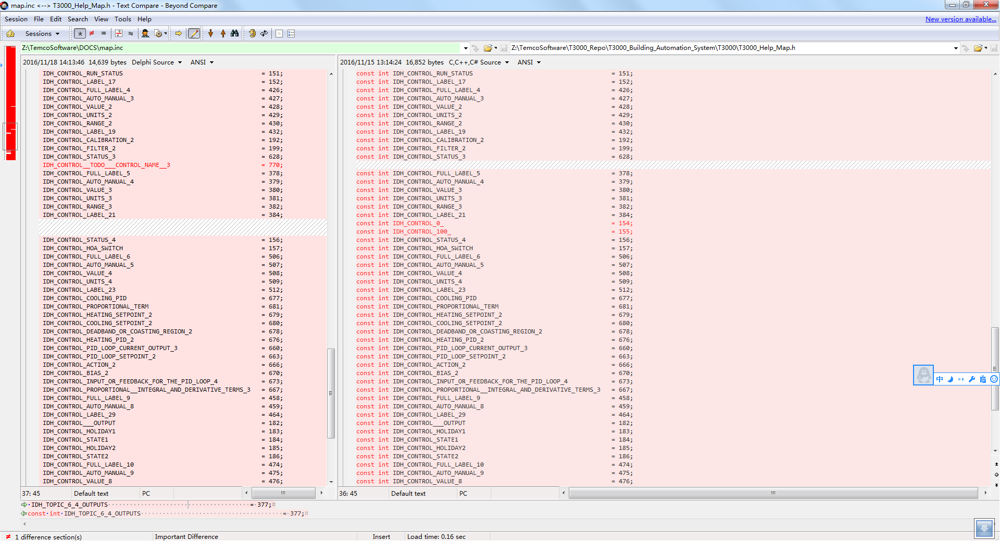 map.inc <--> T3000_Help_Map.h - Text Compare - Beyond Compare
Session File Edit Search View Tools Help
New version available...
Sessions
Z:\TemcoSoftware\DOCS\map.inc
Z:\TemcoSoftware\T3000_Repo\T3000_Building_Automation_System\T3000\T3000_Help_Map.h
2016/11/18 14:13:46 14,639 bytes Delphi Source ANSI
2016/11/15 13:14:24 16,852 bytes C,C++,C# Source ANSI
IDH_CONTROL_RUN_STATUS = 151;
IDH_CONTROL_LABEL_17 = 152;
IDH_CONTROL_FULL_LABEL_4 = 426;
IDH_CONTROL_AUTO_MANUAL_3 = 427;
IDH_CONTROL_VALUE_2 = 428;
IDH_CONTROL_UNITS_2 = 429;
IDH_CONTROL_RANGE_2 = 430;
IDH_CONTROL_LABEL_19 = 432;
IDH_CONTROL_CALIBRATION_2 = 192;
IDH_CONTROL_FILTER_2 = 199;
IDH_CONTROL_STATUS_3 = 628;
IDH_CONTROL__TODO___CONTROL_NAME__3 = 770;
IDH_CONTROL_FULL_LABEL_5 = 378;
IDH_CONTROL_AUTO_MANUAL_4 = 379;
IDH_CONTROL_VALUE_3 = 380;
IDH_CONTROL_UNITS_3 = 381;
IDH_CONTROL_RANGE_3 = 382;
IDH_CONTROL_LABEL_21 = 384;
IDH_CONTROL_STATUS_4 = 156;
IDH_CONTROL_HOA_SWITCH = 157;
IDH_CONTROL_FULL_LABEL_6 = 506;
IDH_CONTROL_AUTO_MANUAL_5 = 507;
IDH_CONTROL_VALUE_4 = 508;
IDH_CONTROL_UNITS_4 = 509;
IDH_CONTROL_LABEL_23 = 512;
IDH_CONTROL_COOLING_PID = 677;
IDH_CONTROL_PROPORTIONAL_TERM = 681;
IDH_CONTROL_HEATING_SETPOINT_2 = 679;
IDH_CONTROL_COOLING_SETPOINT_2 = 680;
IDH_CONTROL_DEADBAND_OR_COASTING_REGION_2 = 678;
IDH_CONTROL_HEATING_PID_2 = 676;
IDH_CONTROL_PID_LOOP_CURRENT_OUTPUT_3 = 660;
IDH_CONTROL_PID_LOOP_SETPOINT_2 = 663;
IDH_CONTROL_ACTION_2 = 666;
IDH_CONTROL_BIAS_2 = 670;
IDH_CONTROL_INPUT_OR_FEEDBACK_FOR_THE_PID_LOOP_4 = 673;
IDH_CONTROL_PROPORTIONAL__INTEGRAL_AND_DERIVATIVE_TERMS_3 = 667;
IDH_CONTROL_FULL_LABEL_9 = 458;
IDH_CONTROL_AUTO_MANUAL_8 = 459;
IDH_CONTROL_LABEL_29 = 464;
IDH_CONTROL___OUTPUT = 182;
IDH_CONTROL_HOLIDAY1 = 183;
IDH_CONTROL_STATE1 = 184;
IDH_CONTROL_HOLIDAY2 = 185;
IDH_CONTROL_STATE2 = 186;
IDH_CONTROL_FULL_LABEL_10 = 474;
IDH_CONTROL_AUTO_MANUAL_9 = 475;
IDH_CONTROL_VALUE_8 = 476;
const int IDH_CONTROL_RUN_STATUS = 151;
const int IDH_CONTROL_LABEL_17 = 152;
const int IDH_CONTROL_FULL_LABEL_4 = 426;
const int IDH_CONTROL_AUTO_MANUAL_3 = 427;
const int IDH_CONTROL_VALUE_2 = 428;
const int IDH_CONTROL_UNITS_2 = 429;
const int IDH_CONTROL_RANGE_2 = 430;
const int IDH_CONTROL_LABEL_19 = 432;
const int IDH_CONTROL_CALIBRATION_2 = 192;
const int IDH_CONTROL_FILTER_2 = 199;
const int IDH_CONTROL_STATUS_3 = 628;
const int IDH_CONTROL_FULL_LABEL_5 = 378;
const int IDH_CONTROL_AUTO_MANUAL_4 = 379;
const int IDH_CONTROL_VALUE_3 = 380;
const int IDH_CONTROL_UNITS_3 = 381;
const int IDH_CONTROL_RANGE_3 = 382;
const int IDH_CONTROL_LABEL_21 = 384;
const int IDH_CONTROL_0_ = 154;
const int IDH_CONTROL_100_ = 155;
const int IDH_CONTROL_STATUS_4 = 156;
const int IDH_CONTROL_HOA_SWITCH = 157;
const int IDH_CONTROL_FULL_LABEL_6 = 506;
const int IDH_CONTROL_AUTO_MANUAL_5 = 507;
const int IDH_CONTROL_VALUE_4 = 508;
const int IDH_CONTROL_UNITS_4 = 509;
const int IDH_CONTROL_LABEL_23 = 512;
const int IDH_CONTROL_COOLING_PID = 677;
const int IDH_CONTROL_PROPORTIONAL_TERM = 681;
const int IDH_CONTROL_HEATING_SETPOINT_2 = 679;
const int IDH_CONTROL_COOLING_SETPOINT_2 = 680;
const int IDH_CONTROL_DEADBAND_OR_COASTING_REGION_2 = 678;
const int IDH_CONTROL_HEATING_PID_2 = 676;
const int IDH_CONTROL_PID_LOOP_CURRENT_OUTPUT_3 = 660;
const int IDH_CONTROL_PID_LOOP_SETPOINT_2 = 663;
const int IDH_CONTROL_ACTION_2 = 666;
const int IDH_CONTROL_BIAS_2 = 670;
const int IDH_CONTROL_INPUT_OR_FEEDBACK_FOR_THE_PID_LOOP_4 = 673;
const int IDH_CONTROL_PROPORTIONAL__INTEGRAL_AND_DERIVATIVE_TERMS_3 = 667;
const int IDH_CONTROL_FULL_LABEL_9 = 458;
const int IDH_CONTROL_AUTO_MANUAL_8 = 459;
const int IDH_CONTROL_LABEL_29 = 464;
const int IDH_CONTROL___OUTPUT = 182;
const int IDH_CONTROL_HOLIDAY1 = 183;
const int IDH_CONTROL_STATE1 = 184;
const int IDH_CONTROL_HOLIDAY2 = 185;
const int IDH_CONTROL_STATE2 = 186;
const int IDH_CONTROL_FULL_LABEL_10 = 474;
const int IDH_CONTROL_AUTO_MANUAL_9 = 475;
const int IDH_CONTROL_VALUE_8 = 476;
中
37: 45 Default text PC
36: 45 Default text PC
IDH_TOPIC_6_4_OUTPUTS = 377;
const int IDH_TOPIC_6_4_OUTPUTS = 377;
1 difference section(s) Important Difference Insert Load time: 0.16 sec